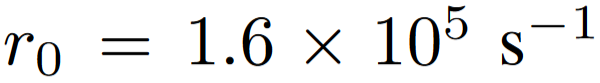 r₀ = 1.6 × 10⁵ s⁻¹